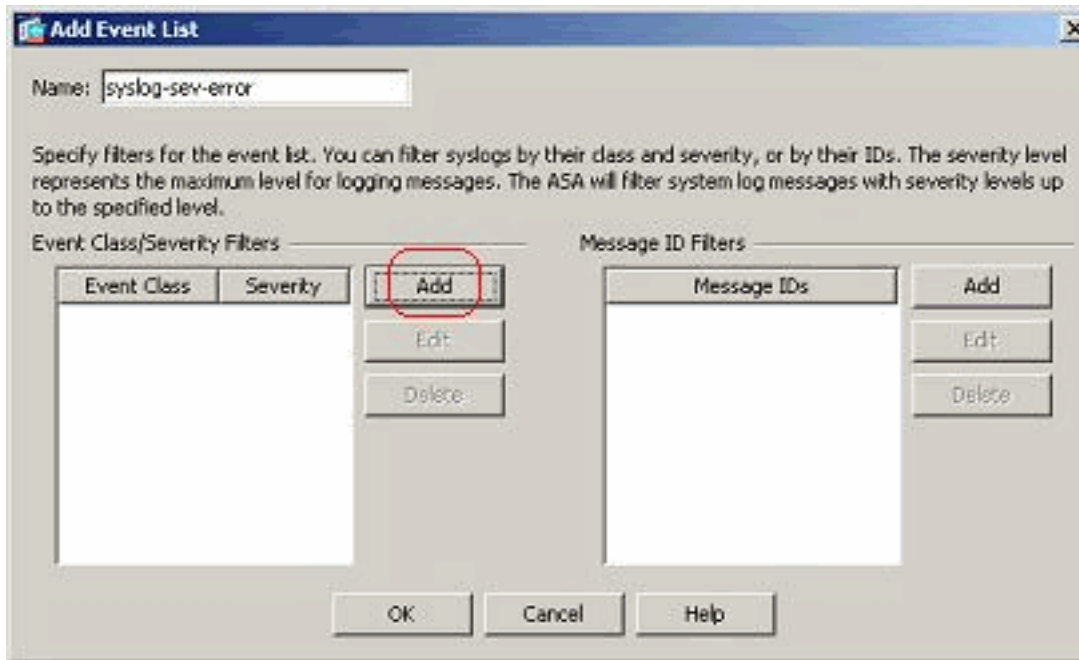 Add Event List
Name: syslog-sev-error
Specify filters for the event list. You can filter syslogs by their class and severity, or by their IDs. The severity level
represents the maximum level for logging messages. The ASA will filter system log messages with severity levels up
to the specified level.
Event Class/Severity Filters
Event Class Severity
Add
Edit
Delete
Message ID Filters
Message IDs
Add
Edit
Delete
OK Cancel Help